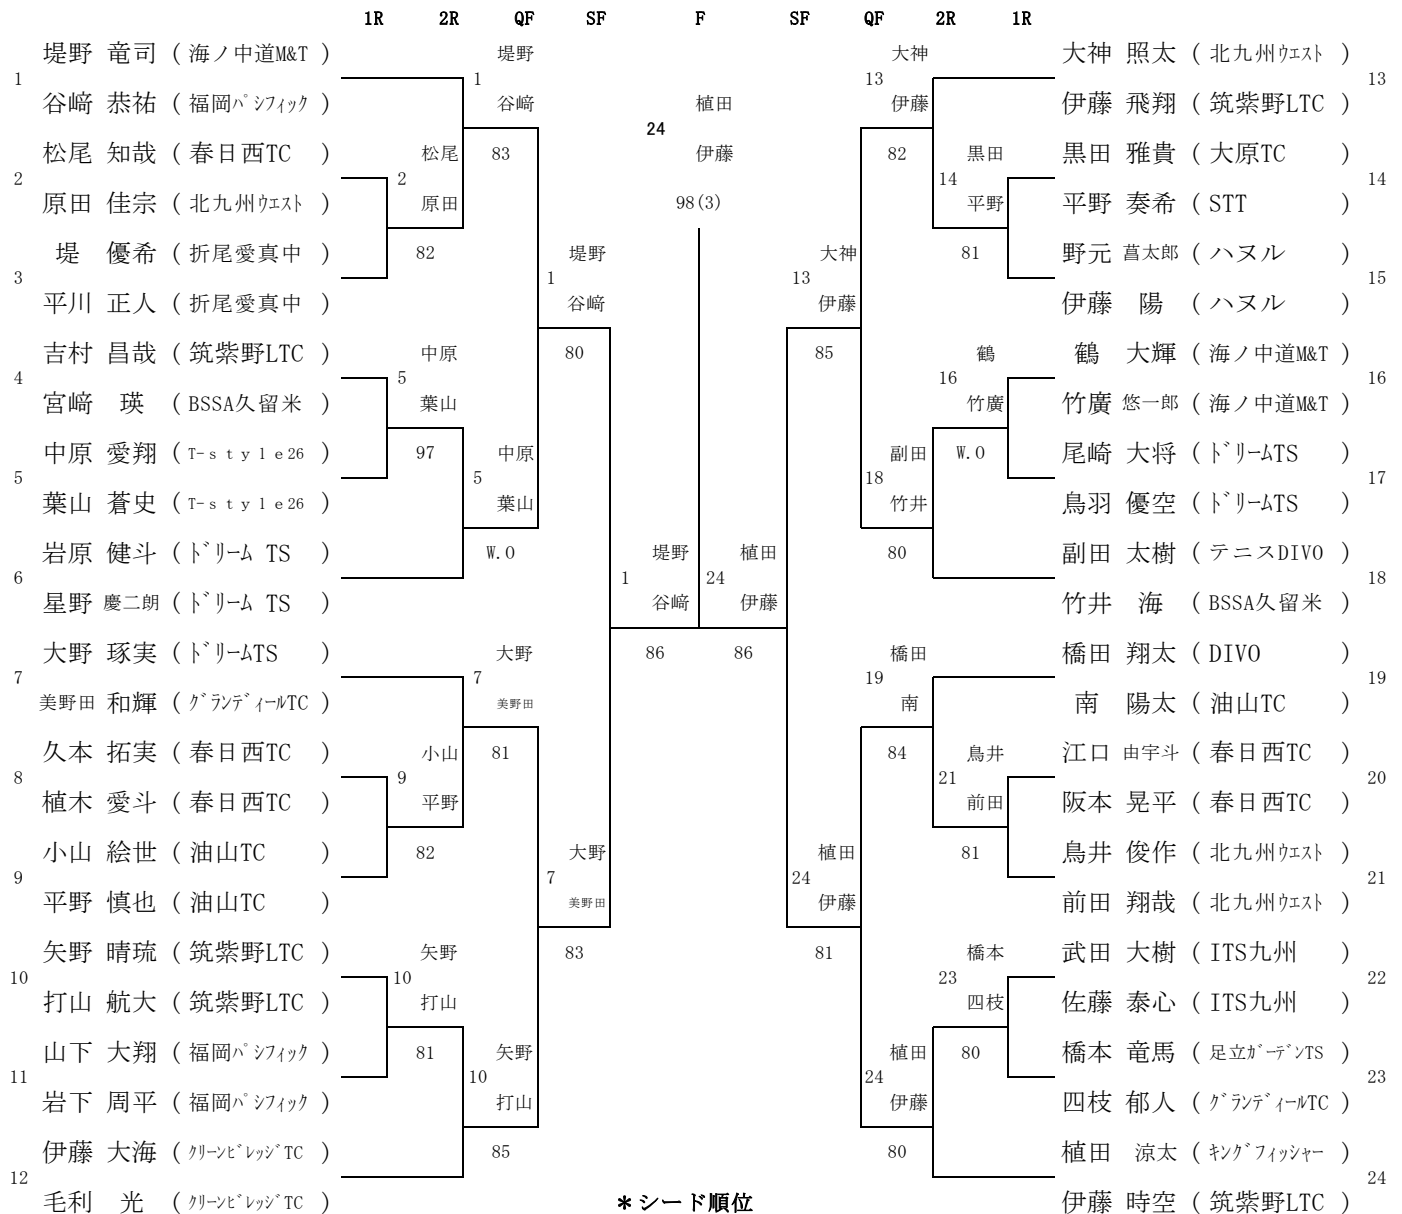 1R 2R QF SF F SF QF 2R 1R
堤野 竜司 ( 海ノ中道M&T ) 堤野 大神 大神 照太 ( 北九州ウエスト )
1 1 13 13
谷﨑 恭祐 ( 福岡パシフィック ) 谷﨑 植田 伊藤 伊藤 飛翔 ( 筑紫野LTC )
24
松尾 知哉 ( 春日西TC ) 松尾 83 伊藤 82 黒田 黒田 雅貴 ( 大原TC )
2 2 14 14
原田 佳宗 ( 北九州ウエスト ) 原田 98(3) 平野 平野 奏希 ( STT )
堤 優希 ( 折尾愛真中 ) 82 堤野 大神 81 野元 菖太郎 ( ハヌル )
3 1 13 15
平川 正人 ( 折尾愛真中 ) 谷﨑 伊藤 伊藤 陽 ( ハヌル )
吉村 昌哉 ( 筑紫野LTC ) 中原 80 85 鶴 鶴 大輝 ( 海ノ中道M&T )
4 5 16 16
宮﨑 瑛 ( BSSA久留米 ) 葉山 竹廣 竹廣 悠一郎 ( 海ノ中道M&T )
中原 愛翔 ( T-ｓｔｙｌｅ26 ) 97 中原 副田 W.O 尾崎 大将 ( ドリームTS )
5 5 18 17
葉山 蒼史 ( T-ｓｔｙｌｅ26 ) 葉山 竹井 鳥羽 優空 ( ドリームTS )
岩原 健斗 ( ドリーム TS ) W.O 堤野 植田 80 副田 太樹 ( テニスDIVO )
6 1 24 18
星野 慶二朗 ( ドリーム TS ) 谷﨑 伊藤 竹井 海 ( BSSA久留米 )
大野 琢実 ( ドリームTS ) 大野 86 86 橋田 橋田 翔太 ( DIVO )
7 7 19 19
美野田 和輝 ( グランディールTC ) 美野田 南 南 陽太 ( 油山TC )
久本 拓実 ( 春日西TC ) 小山 81 84 鳥井 江口 由宇斗 ( 春日西TC )
8 9 21 20
植木 愛斗 ( 春日西TC ) 平野 前田 阪本 晃平 ( 春日西TC )
小山 絵世 ( 油山TC ) 82 大野 植田 81 鳥井 俊作 ( 北九州ウエスト )
9 7 24 21
平野 慎也 ( 油山TC ) 美野田 伊藤 前田 翔哉 ( 北九州ウエスト )
矢野 晴琉 ( 筑紫野LTC ) 矢野 83 81 橋本 武田 大樹 ( ITS九州 )
10 10 23 22
打山 航大 ( 筑紫野LTC ) 打山 四枝 佐藤 泰心 ( ITS九州 )
山下 大翔 ( 福岡パシフィック ) 81 矢野 植田 80 橋本 竜馬 ( 足立ガーデンTS )
11 10 24 23
岩下 周平 ( 福岡パシフィック ) 打山 伊藤 四枝 郁人 ( グランディールTC )
伊藤 大海 ( クリーンビレッジTC ) 85 80 植田 涼太 ( キングフィッシャー )
12 24
毛利 光 ( クリーンビレッジTC ) ＊シード順位 伊藤 時空 ( 筑紫野LTC )